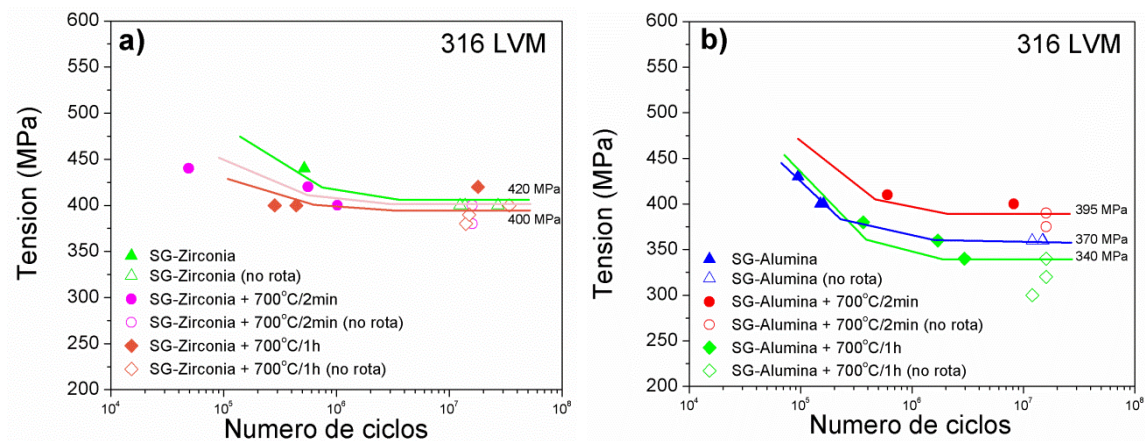 a)
316 LVM
Tension (MPa)
600
550
500
450
400
350
300
250
200
420 MPa
400 MPa
SG-Zirconia
SG-Zirconia (no rota)
SG-Zirconia + 700°C/2min
SG-Zirconia + 700°C/2min (no rota)
SG-Zirconia + 700°C/1h
SG-Zirconia + 700°C/1h (no rota)
10⁴ 10⁵ 10⁶ 10⁷ 10⁸
Numero de ciclos
b)
316 LVM
Tension (MPa)
600
550
500
450
400
350
300
250
200
395 MPa
370 MPa
340 MPa
SG-Alumina
SG-Alumina (no rota)
SG-Alumina + 700°C/2min
SG-Alumina + 700°C/2min (no rota)
SG-Alumina + 700°C/1h
SG-Alumina + 700°C/1h (no rota)
10⁴ 10⁵ 10⁶ 10⁷ 10⁸
Numero de ciclos